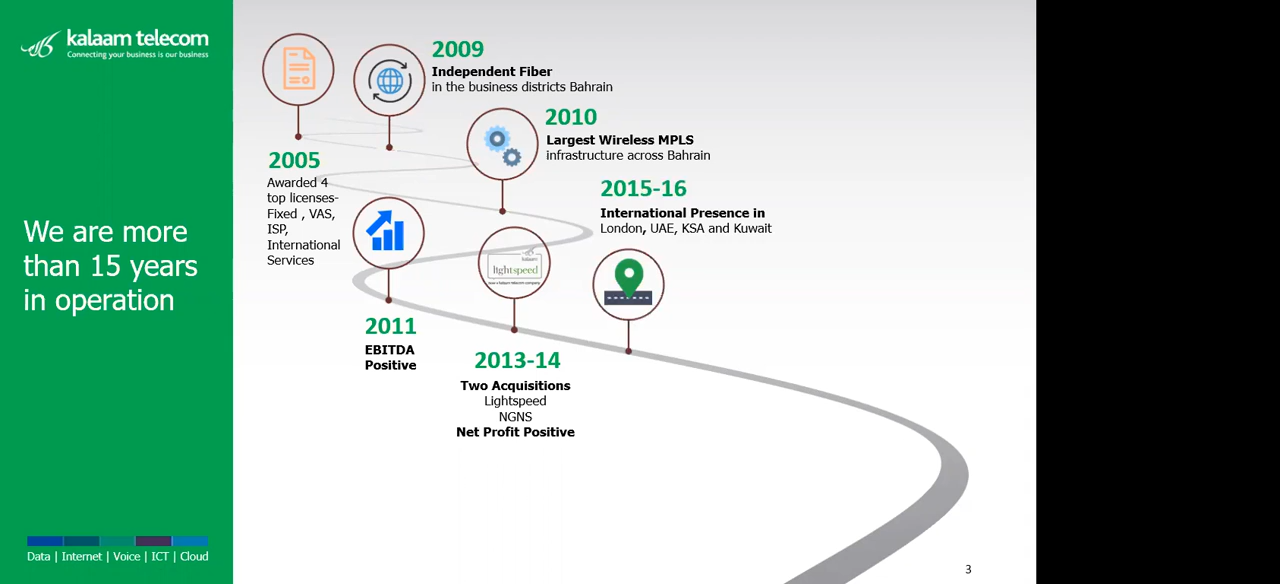 kalaam telecom
Connecting your business is our business
We are more
than 15 years
in operation
Data | Internet | Voice | ICT | Cloud
2005
Awarded 4
top licenses-
Fixed , VAS,
ISP,
International
Services
2009
Independent Fiber
in the business districts Bahrain
2010
Largest Wireless MPLS
infrastructure across Bahrain
2011
EBITDA
Positive
kalaam
lightspeed
2013-14
Two Acquisitions
Lightspeed
NGNS
Net Profit Positive
2015-16
International Presence in
London, UAE, KSA and Kuwait
3